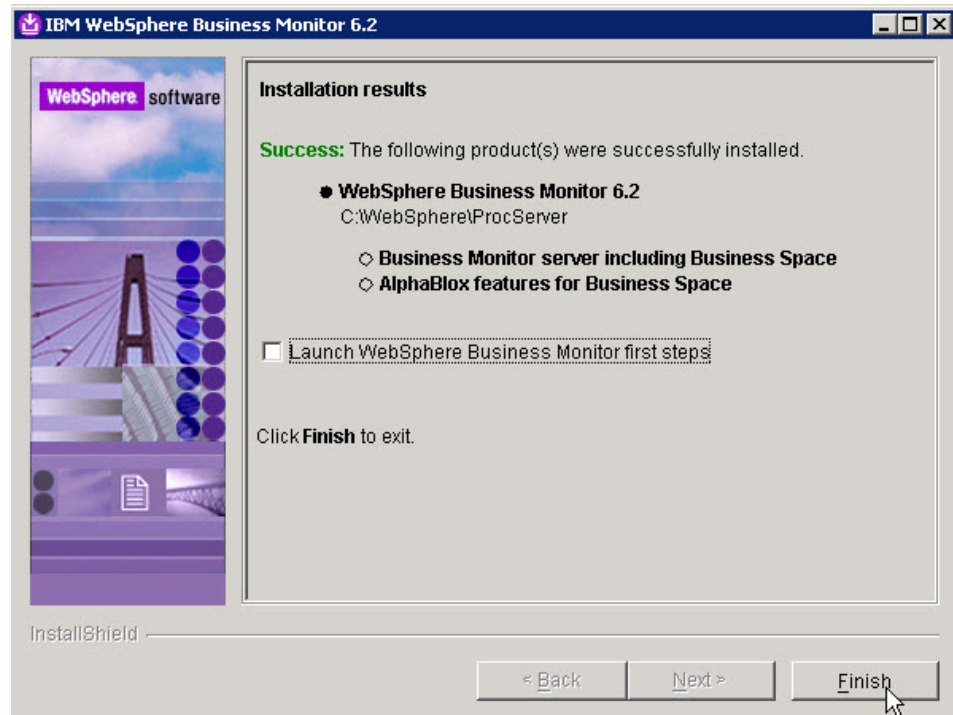 IBM WebSphere Business Monitor 6.2
WebSphere software
Installation results
Success: The following product(s) were successfully installed.
WebSphere Business Monitor 6.2
C:\WebSphere\ProcServer
Business Monitor server including Business Space
AlphaBlox features for Business Space
Launch WebSphere Business Monitor first steps
Click Finish to exit.
InstallShield
< Back Next > Finish